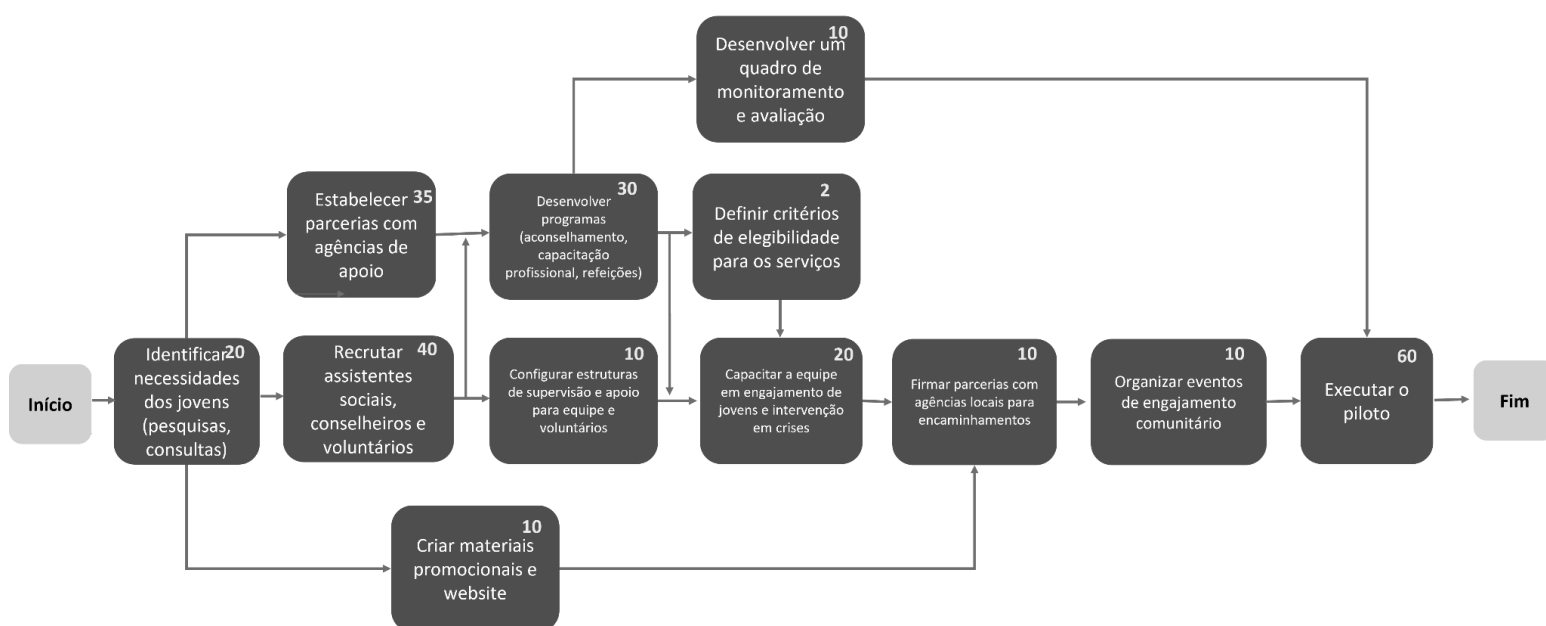 10
Desenvolver um
quadro de
monitoramento
e avaliação
35
Estabelecer
parcerias com
agências de
apoio
30
Desenvolver
programas
(aconselhamento,
capacitação
profissional, refeições)
2
Definir critérios
de elegibilidade
para os serviços
Início
20
Identificar
necessidades
dos jovens
(pesquisas,
consultas)
40
Recrutar
assistentes
sociais,
conselheiros e
voluntários
10
Configurar estruturas
de supervisão e apoio
para equipe e
voluntários
20
Capacitar a equipe
em engajamento de
jovens e intervenção
em crises
10
Firmar parcerias com
agências locais para
encaminhamentos
10
Organizar eventos
de engajamento
comunitário
60
Executar o
piloto
Fim
10
Criar materiais
promocionais e
website